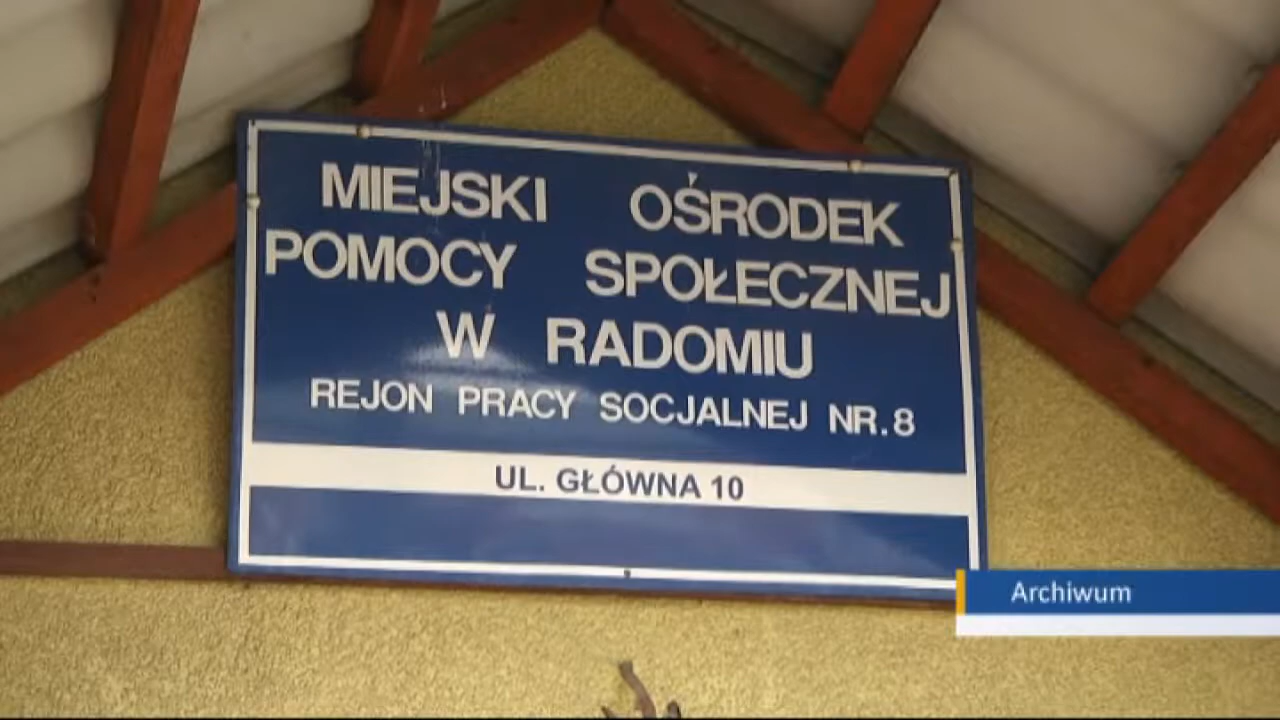 MIEJSKI OŚRODEK
POMOCY SPOŁECZNEJ
W RADOMIU
REJON PRACY SOCJALNEJ NR.8
UL. GŁÓWNA 10
Archiwum